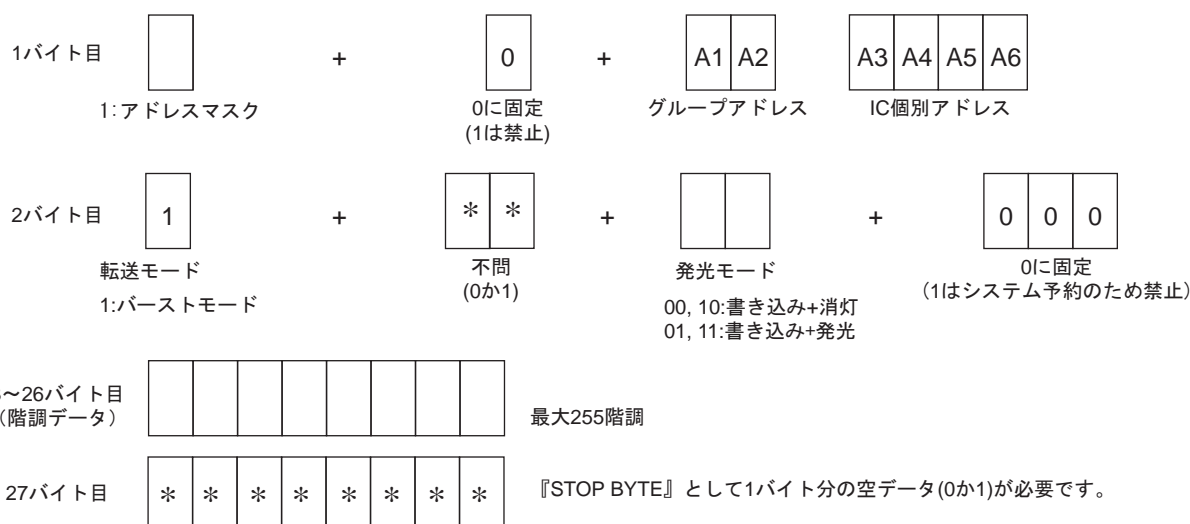 1バイト目 + 0 + A1 A2 A3 A4 A5 A6
1:アドレスマスク 0に固定 グループアドレス IC個別アドレス
(1は禁止)
2バイト目 1 + * * + + 0 0 0
転送モード 不問 発光モード 0に固定
1:バーストモード (0か1) (1はシステム予約のため禁止)
00, 10:書き込み+消灯
01, 11:書き込み+発光
～26バイト目
(階調データ) 最大255階調
27バイト目 * * * * * * * * 『STOP BYTE』として1バイト分の空データ(0か1)が必要です。